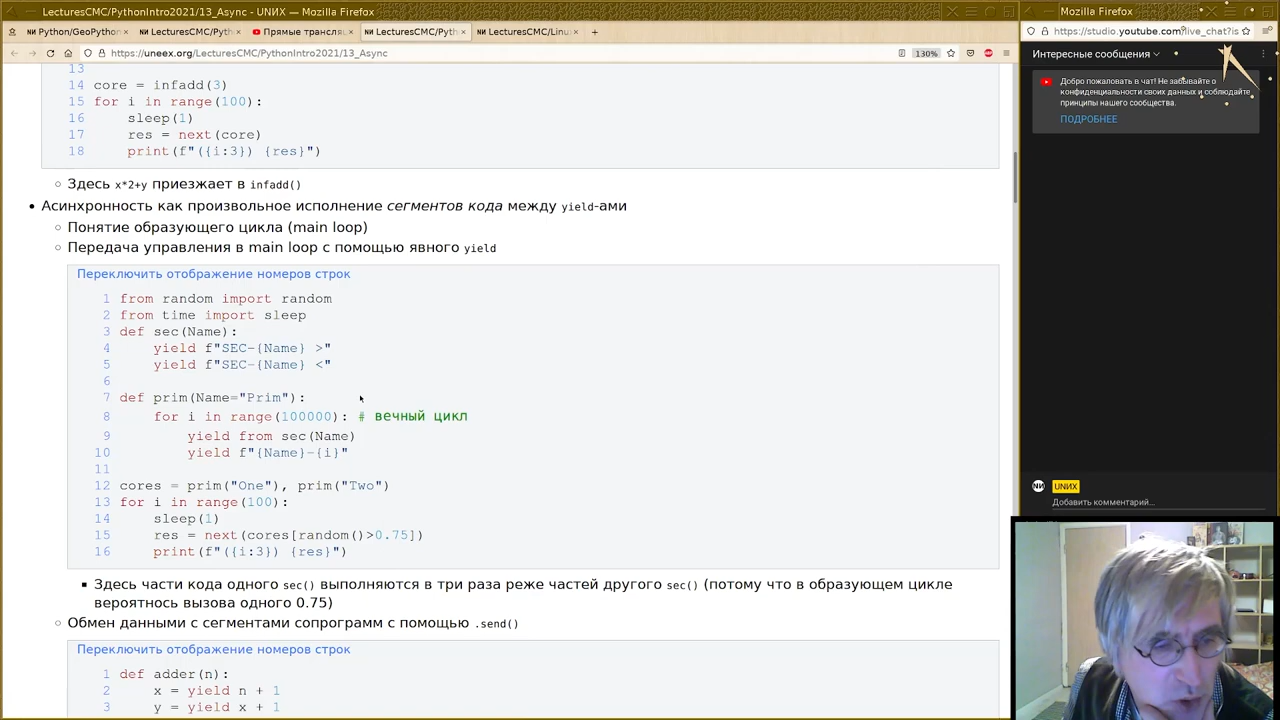 LecturesCMC/PythonIntro2021/13_Async - UNИX — Mozilla Firefox
Mozilla Firefox
Python/GeoPython
LecturesCMC/Pyth
Прямые трансляц
LecturesCMC/Pyth
LecturesCMC/Linu
https://uneex.org/LecturesCMC/PythonIntro2021/13_Async
130%
https://studio.youtube.com/live_chat?is
Интересные сообщения
Добро пожаловать в чат! Не забывайте о
конфиденциальности своих данных и соблюдайте
принципы нашего сообщества.
ПОДРОБНЕЕ
13
14 core = infadd(3)
15 for i in range(100):
16     sleep(1)
17     res = next(core)
18     print(f"({i:3}) {res}")
Здесь x*2+y приезжает в infadd()
Асинхронность как произвольное исполнение сегментов кода между yield-ами
Понятие образующего цикла (main loop)
Передача управления в main loop с помощью явного yield
Переключить отображение номеров строк
1 from random import random
2 from time import sleep
3 def sec(Name):
4     yield f"SEC-{Name} >"
5     yield f"SEC-{Name} <"
6
7 def prim(Name="Prim"):
8     for i in range(100000): # вечный цикл
9         yield from sec(Name)
10         yield f"{Name}-{i}"
11
12 cores = prim("One"), prim("Two")
13 for i in range(100):
14     sleep(1)
15     res = next(cores[random()>0.75])
16     print(f"({i:3}) {res}")
Здесь части кода одного sec() выполняются в три раза реже частей другого sec() (потому что в образующем цикле
вероятнось вызова одного 0.75)
Обмен данными с сегментами сопрограмм с помощью .send()
Переключить отображение номеров строк
1 def adder(n):
2     x = yield n + 1
3     y = yield x + 1
UNИX
Добавить комментарий...